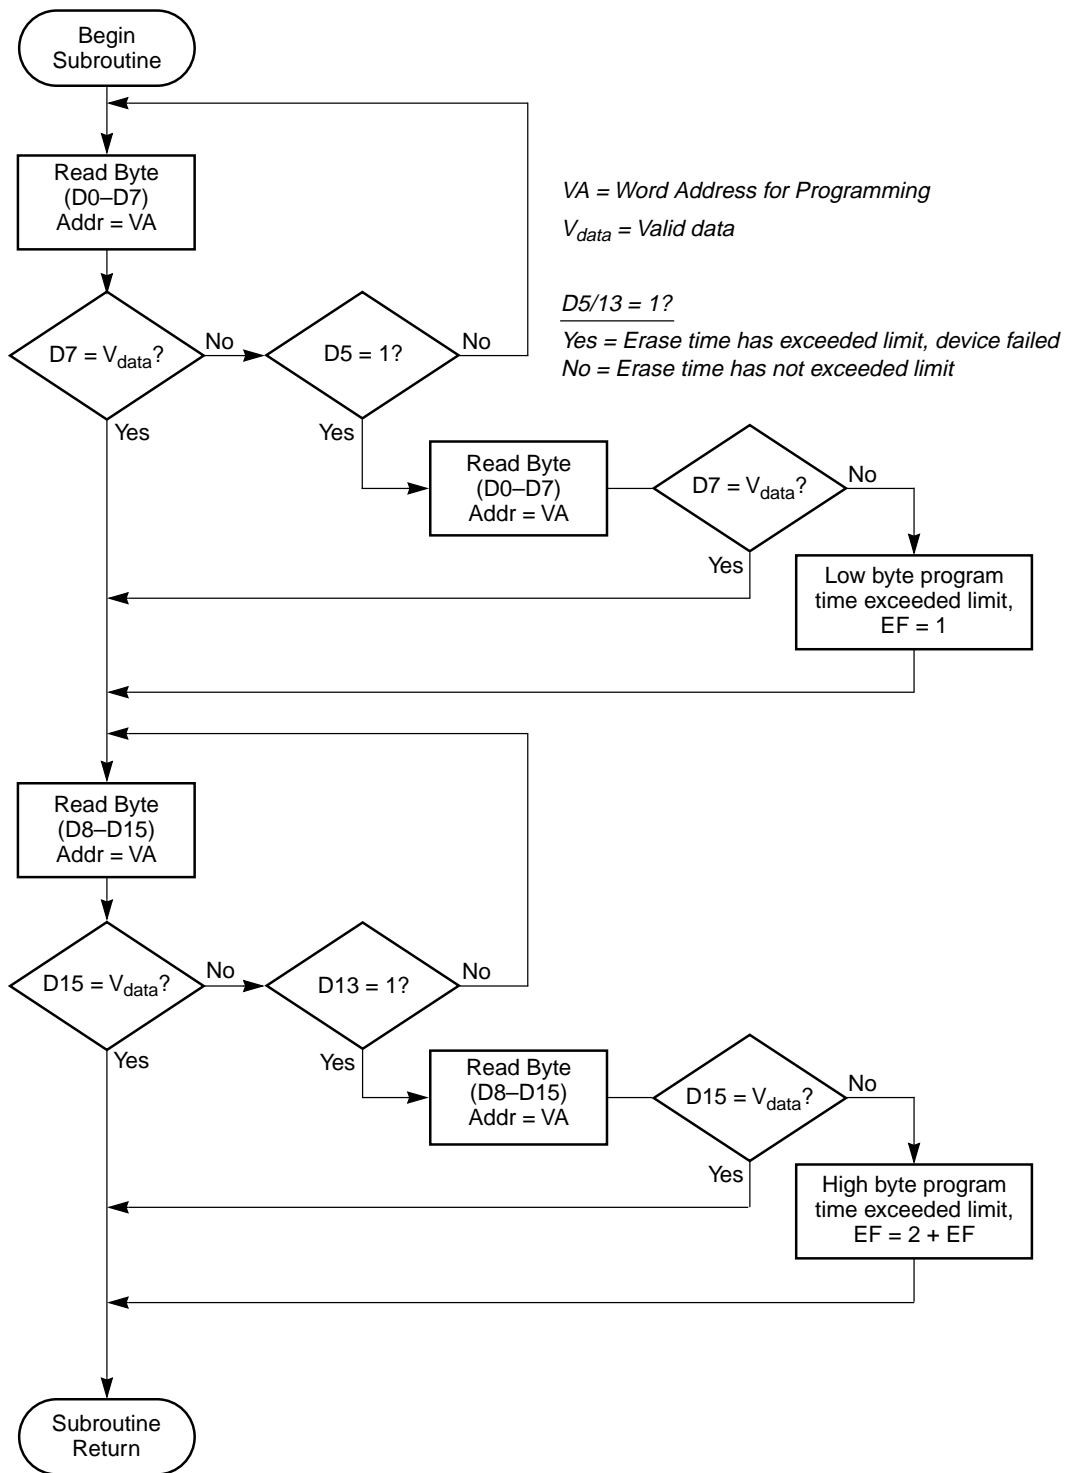 Begin
Subroutine
Read Byte
(D0–D7)
Addr = VA
VA = Word Address for Programming
Vdata = Valid data
D5/13 = 1?
Yes = Erase time has exceeded limit, device failed
No = Erase time has not exceeded limit
D7 = Vdata?
No
D5 = 1?
No
Yes
Yes
Read Byte
(D0–D7)
Addr = VA
D7 = Vdata?
No
Yes
Low byte program
time exceeded limit,
EF = 1
Read Byte
(D8–D15)
Addr = VA
D15 = Vdata?
No
D13 = 1?
No
Yes
Yes
Read Byte
(D8–D15)
Addr = VA
D15 = Vdata?
No
Yes
High byte program
time exceeded limit,
EF = 2 + EF
Subroutine
Return